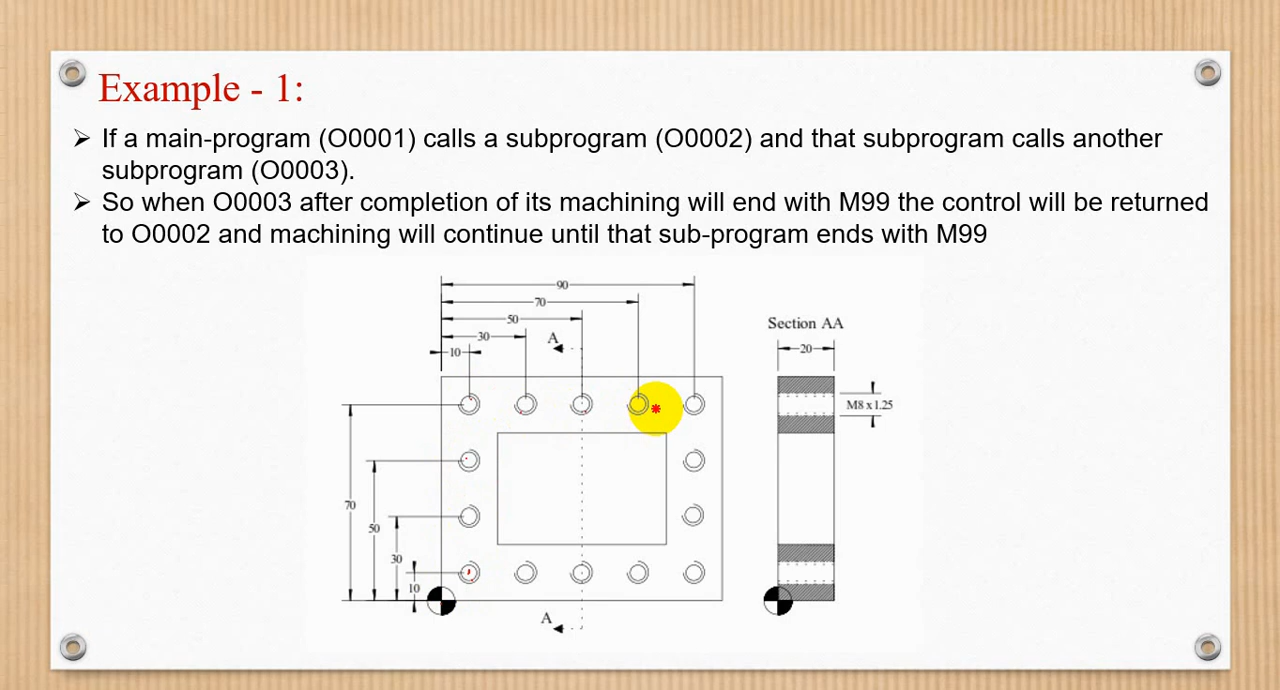 Example - 1:
➢ If a main-program (O0001) calls a subprogram (O0002) and that subprogram calls another
subprogram (O0003).
➢ So when O0003 after completion of its machining will end with M99 the control will be returned
to O0002 and machining will continue until that sub-program ends with M99
90
70
50
30
10
A
Section AA
20
M8 x 1.25
70
50
30
10
A